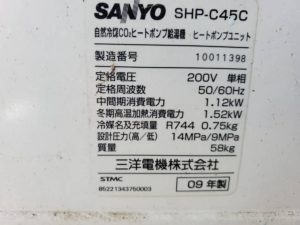 SANYO SHP-C45C
自然冷媒CO₂ヒートポンプ給湯機 ヒートポンプユニット
製造番号 10011398
定格電圧 200V 単相
定格周波数 50/60Hz
中間期消費電力 1.12kW
冬期高温加熱消費電力 1.52kW
冷媒名及充填量 R744 0.75kg
設計圧力(高/低) 14MPa/9MPa
質量 58kg
三洋電機株式会社
STMC 09年製
85221343750003